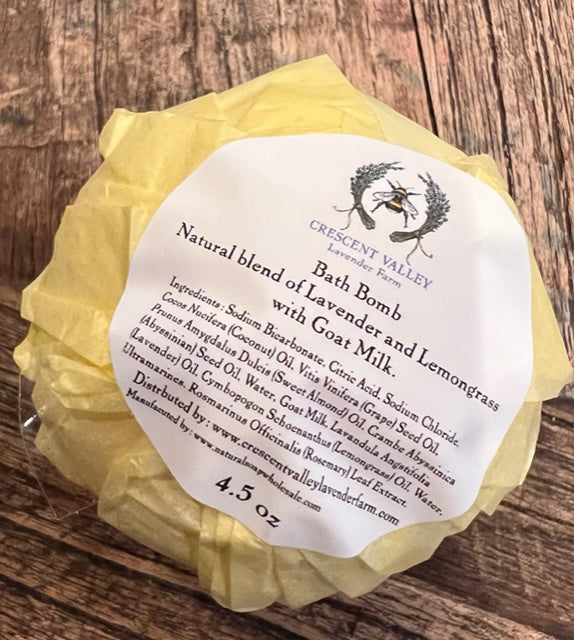 CRESCENT VALLEY
Lavender Farm
Bath Bomb
Natural blend of Lavender and Lemongrass
with Goat Milk.
Ingredients: Sodium Bicarbonate, Citric Acid, Sodium Chloride,
Cocos Nucifera (Coconut) Oil, Vitis Vinifera (Grape) Seed Oil,
Prunus Amygdalus Dulcis (Sweet Almond) Oil, Crambe Abyssinica
(Abyssinian) Seed Oil, Water, Goat Milk, Lavandula Angstifolia
(Lavender) Oil, Cymbopogon Schoenanthus (Lemongrass) Oil, Water,
Ultramarines, Rosmarinus Officinalis (Rosemary) Leaf Extract.
Distrbuted by: www.crescentvalleylavenderfarm.com
Manufacuted by: www.naturalsoapwholesale.com
4.5 oz